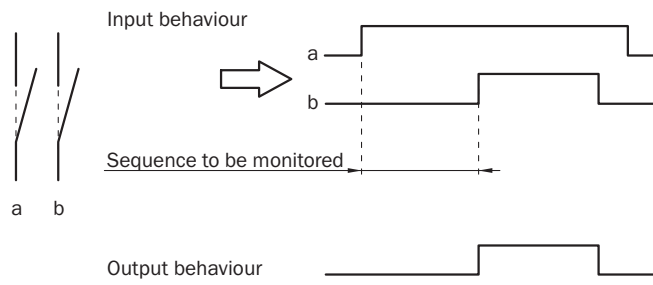 Input behaviour
a
b
Sequence to be monitored
a b
Output behaviour